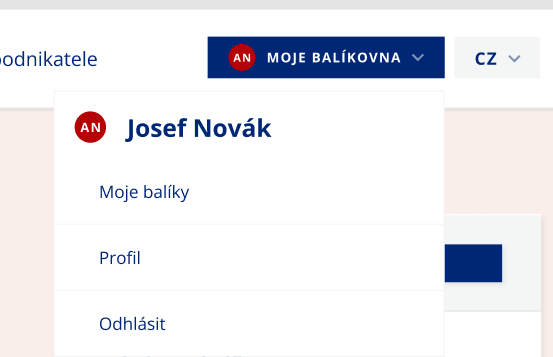 podnikatele
AN MOJE BALÍKOVNA
CZ
AN Josef Novák
Moje balíky
Profil
Odhlásit